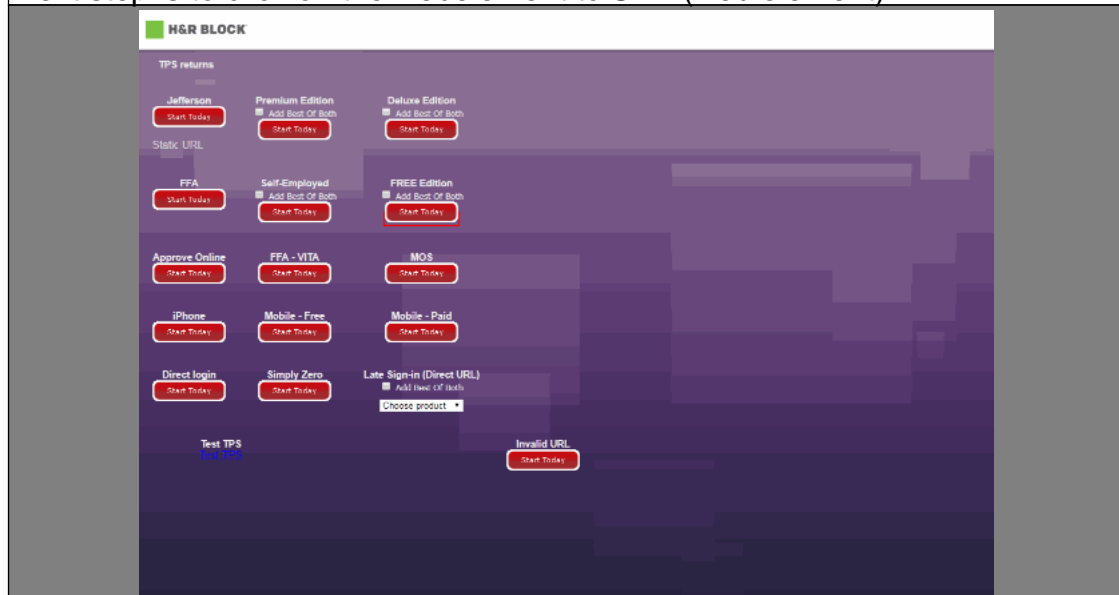 H&R BLOCK
TPS returns
Jefferson Premium Edition Deluxe Edition
Add Best Of Both Add Best Of Both
Start Today Start Today Start Today
Static URL
FFA Self-Employed FREE Edition
Add Best Of Both Add Best Of Both
Start Today Start Today Start Today
Approve Online FFA - VITA MOS
Start Today Start Today Start Today
iPhone Mobile - Free Mobile - Paid
Start Today Start Today Start Today
Direct login Simply Zero Late Sign-in (Direct URL)
Add Best Of Both
Start Today Start Today
Choose product
Test TPS Invalid URL
Test TPS Start Today